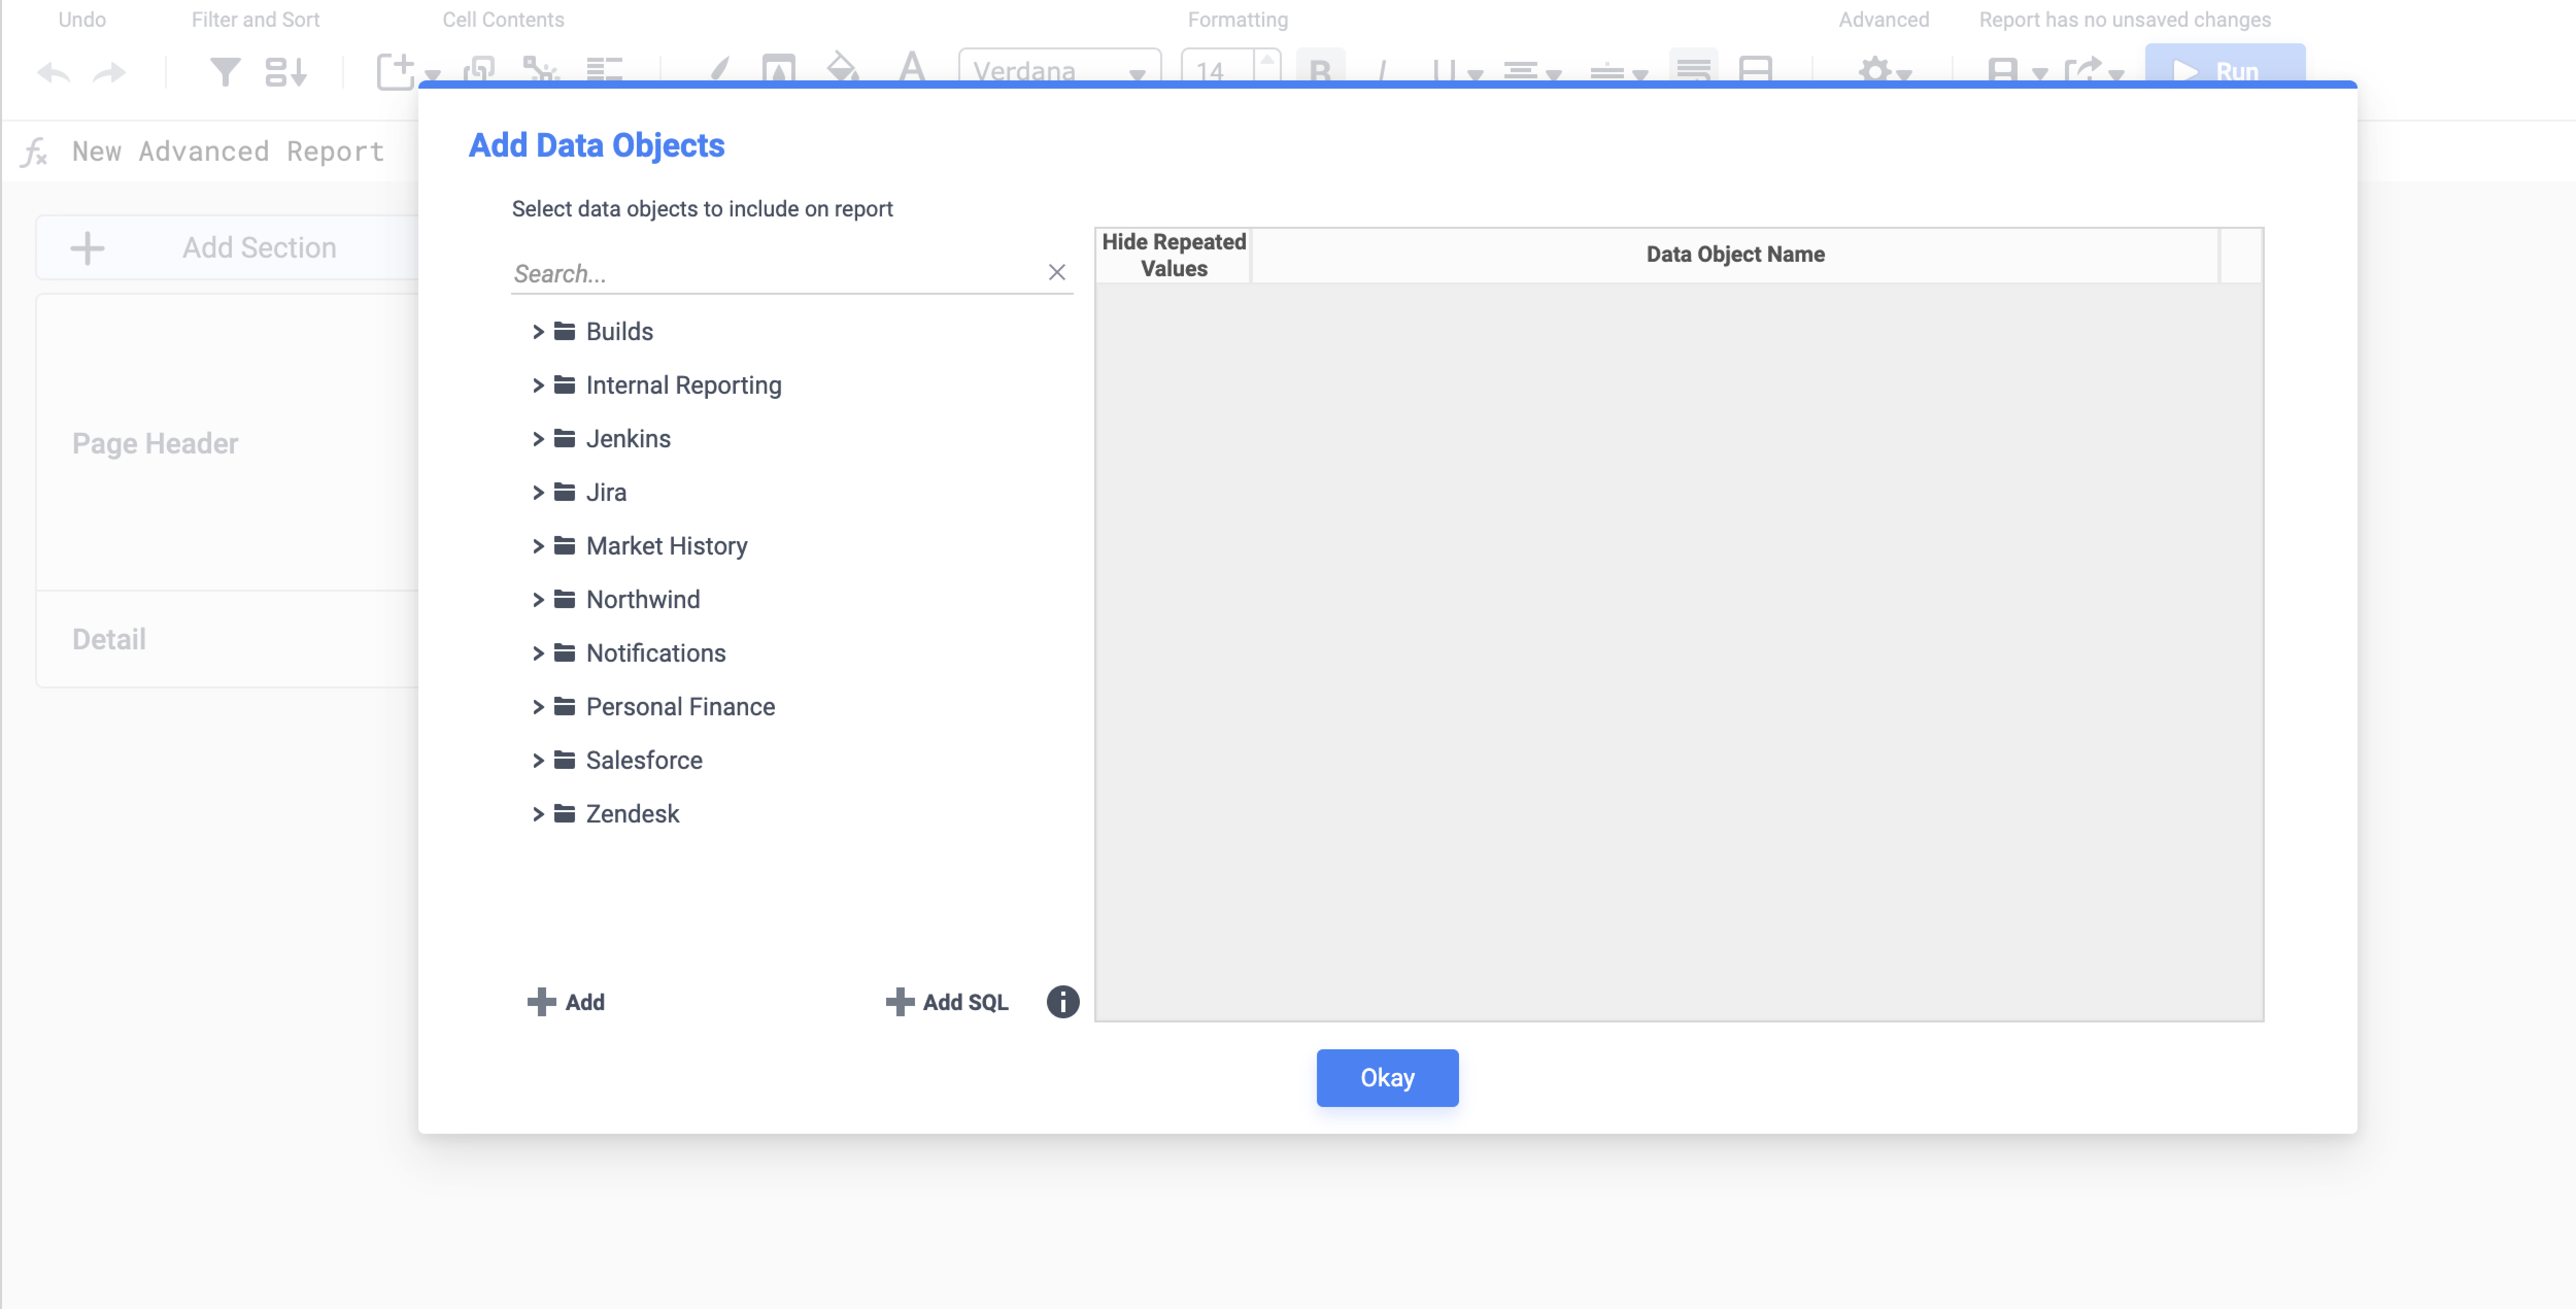 Undo Filter and Sort Cell Contents Formatting Advanced Report has no unsaved changes
Verdana 14 B I U Run
New Advanced Report
Add Section
Page Header
Detail
Add Data Objects
Select data objects to include on report
Search...
Builds
Internal Reporting
Jenkins
Jira
Market History
Northwind
Notifications
Personal Finance
Salesforce
Zendesk
Add Add SQL
Hide Repeated
Values
Data Object Name
Okay